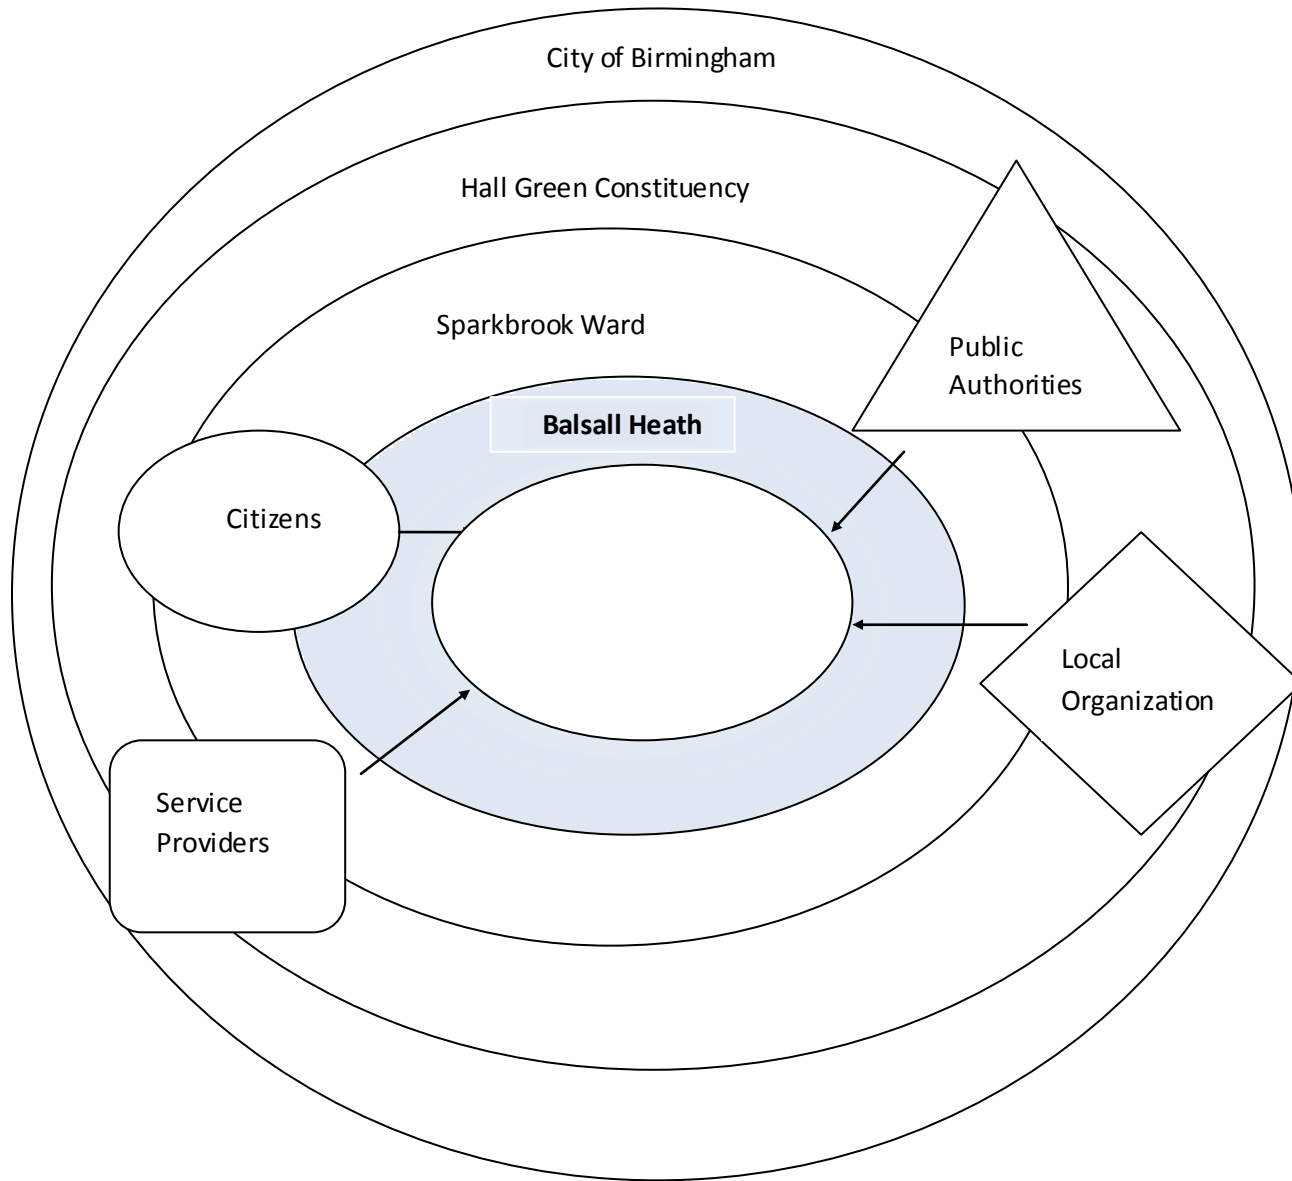 City of Birmingham
Hall Green Constituency
Sparkbrook Ward
Public
Authorities
Balsall Heath
Citizens
Local
Organization
Service
Providers